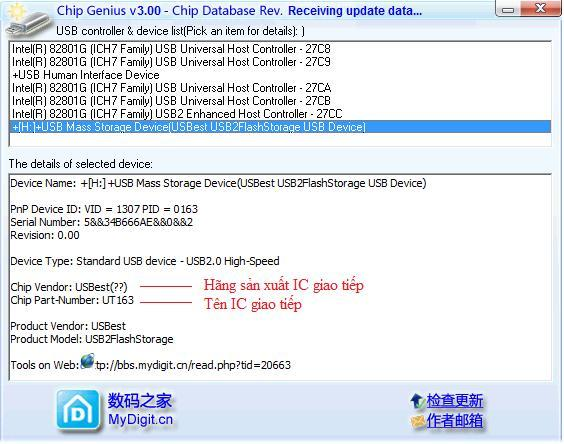 Chip Genius v3.00 - Chip Database Rev. Receiving update data...
USB controller & device list(Pick an item for details): )
Intel(R) 82801G (ICH7 Family) USB Universal Host Controller - 27C8
Intel(R) 82801G (ICH7 Family) USB Universal Host Controller - 27C9
+USB Human Interface Device
Intel(R) 82801G (ICH7 Family) USB Universal Host Controller - 27CA
Intel(R) 82801G (ICH7 Family) USB Universal Host Controller - 27CB
Intel(R) 82801G (ICH7 Family) USB2 Enhanced Host Controller - 27CC
+[H:]+USB Mass Storage Device(USBest USB2FlashStorage USB Device)
The details of selected device:
Device Name: +[H:]+USB Mass Storage Device(USBest USB2FlashStorage USB Device)
PnP Device ID: VID = 1307 PID = 0163
Serial Number: 5&&34B666AE&&0&&2
Revision: 0.00
Device Type: Standard USB device - USB2.0 High-Speed
Chip Vendor: USBest(??) Hãng sản xuất IC giao tiếp
Chip Part-Number: UT163 Tên IC giao tiếp
Product Vendor: USBest
Product Model: USB2FlashStorage
Tools on Web: tp://bbs.mydigit.cn/read.php?tid=20663
数码之家 检查更新
MyDigit.cn 作者邮箱